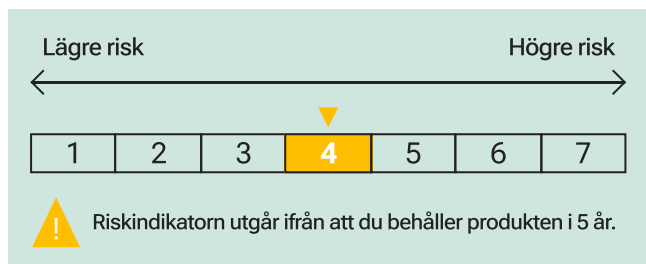 Lägre risk Högre risk
1 2 3 4 5 6 7
! Riskindikatorn utgår ifrån att du behåller produkten i 5 år.